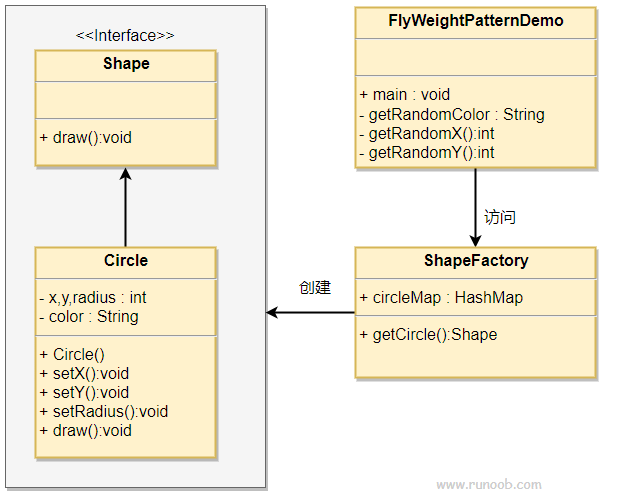 <<Interface>>
Shape
+ draw():void
Circle
- x,y,radius : int
- color : String
+ Circle()
+ setX():void
+ setY():void
+ setRadius():void
+ draw():void
FlyWeightPatternDemo
+ main : void
- getRandomColor : String
- getRandomX():int
- getRandomY():int
访问
ShapeFactory
+ circleMap : HashMap
+ getCircle():Shape
创建
www.runoob.com